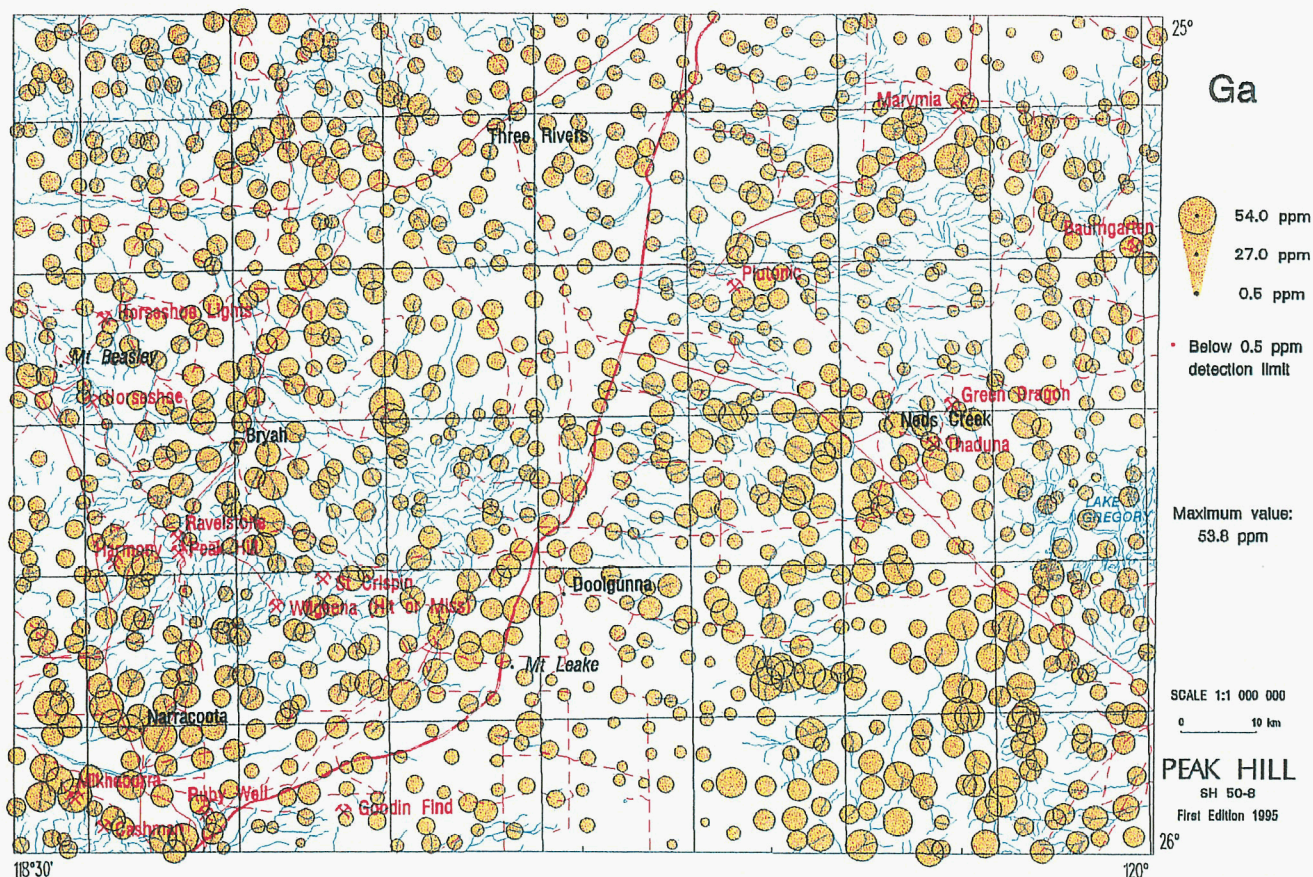 25°
Ga
Marymia
Three Rivers
54.0 ppm
Baumgarten
27.0 ppm
Plutonic
0.5 ppm
Horseshoe Lights
Below 0.5 ppm
detection limit
Mt Beasley
Horseshoe
Green Dragon
Neds Creek
Bryah
Thaduna
LAKE
GREGORY
Maximum value:
53.8 ppm
Ravelstone
Harmony
Peak Hill
St Crispin
Doolgunna
Wilgeena (Hit or Miss)
Mt Leake
SCALE 1:1 000 000
0 10 km
Narracoota
PEAK HILL
SH 50-8
First Edition 1995
Mikhaburra
Ruby Well
Gondin Find
Cashman
26°
118°30'
120°